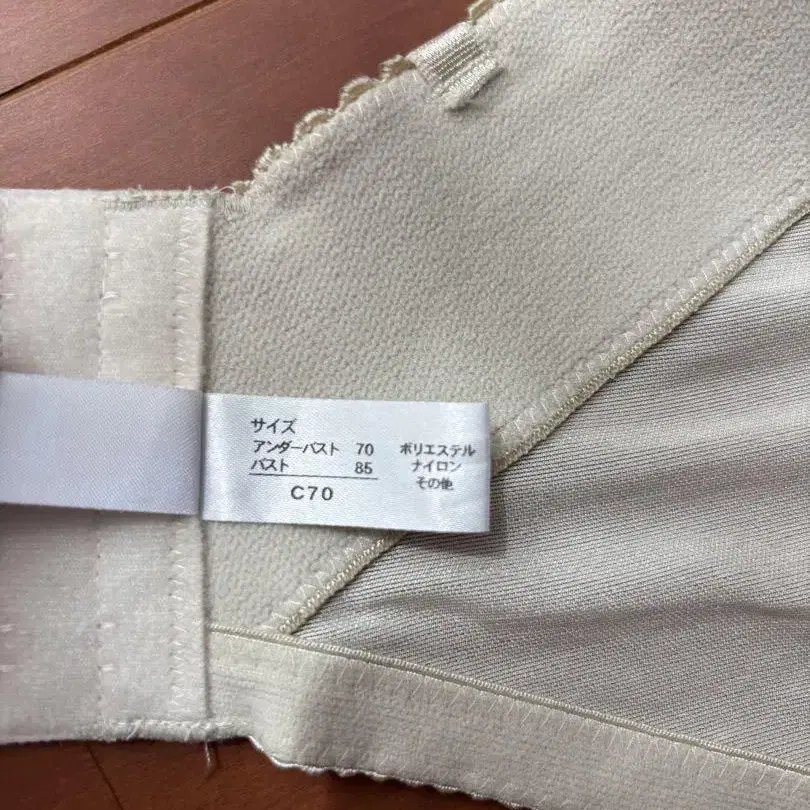 サイズ
アンダーバスト 70
バスト 85
C70
ポリエステル
ナイロン
その他